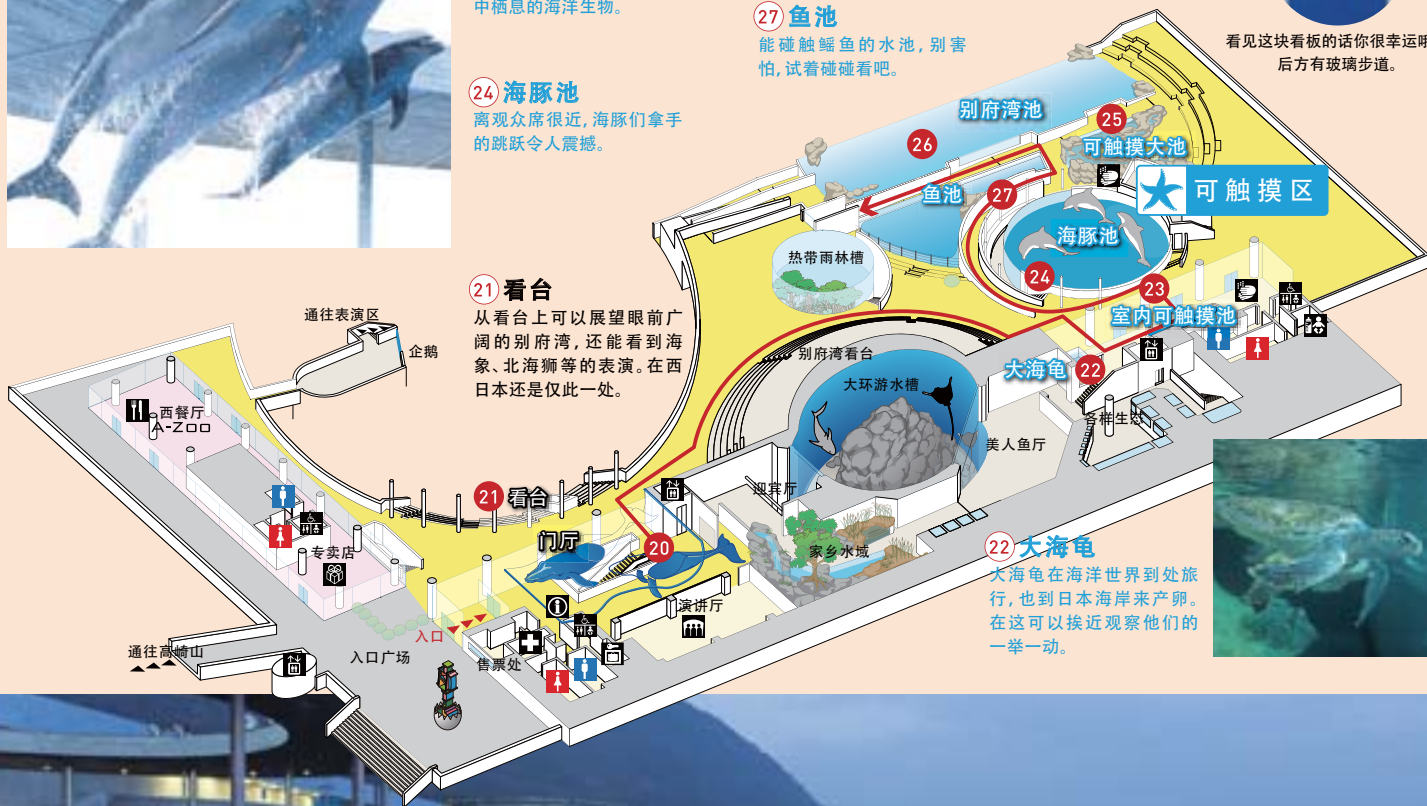 中栖息的海洋生物。
24 海豚池
离观众席很近,海豚们拿手
的跳跃令人震撼。
27 鱼池
能碰触鳐鱼的水池,别害
怕,试着碰碰看吧。
看见这块看板的话你很幸运哦
后方有玻璃步道。
21 看台
从看台上可以展望眼前广
阔的别府湾,还能看到海
象、北海狮等的表演。在西
日本还是仅此一处。
别府湾池
26
25
可触摸大池
可触摸区
鱼池
27
海豚池
24
热带雨林槽
23
室内可触摸池
通往表演区
企鹅
别府湾看台
大环游水槽
大海龟 22
各样生态
美人鱼厅
西餐厅
A-Zoo
21 看台
迎宾厅
门厅
20
家乡水域
专卖店
演讲厅
入口
售票处
入口广场
通往高崎山
22 大海龟
大海龟在海洋世界到处旅
行,也到日本海岸来产卵。
在这可以挨近观察他们的
一举一动。